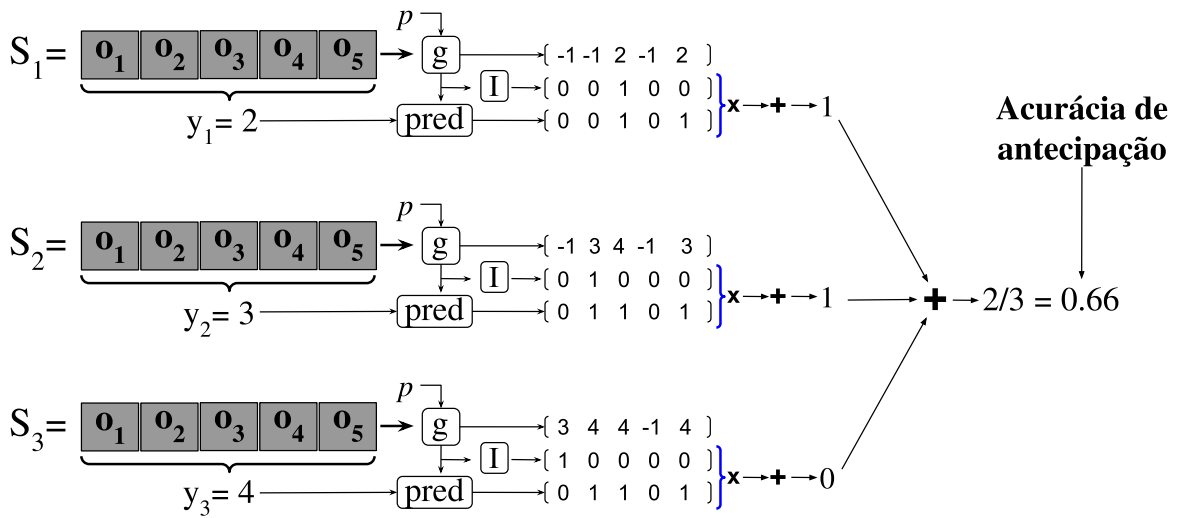 p
S1= o1 o2 o3 o4 o5 g [ -1 -1 2 -1 2 ]
I [ 0 0 1 0 0 ]
x + 1
y1= 2 pred [ 0 0 1 0 1 ]
Acurácia de
antecipação
p
S2= o1 o2 o3 o4 o5 g [ -1 3 4 -1 3 ]
I [ 0 1 0 0 0 ]
x + 1 + 2/3 = 0.66
y2= 3 pred [ 0 1 1 0 1 ]
p
S3= o1 o2 o3 o4 o5 g [ 3 4 4 -1 4 ]
I [ 1 0 0 0 0 ]
x + 0
y3= 4 pred [ 0 1 1 0 1 ]